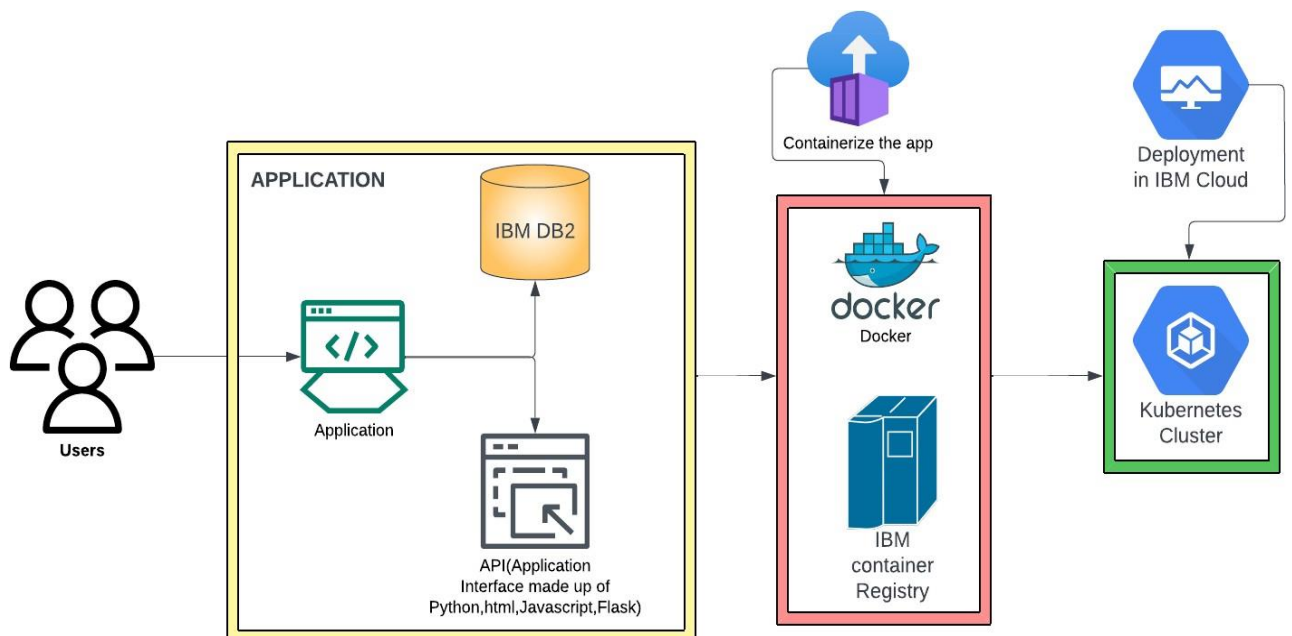 Users
APPLICATION
IBM DB2
Application
API(Application
Interface made up of
Python,html,Javascript,Flask)
Containerize the app
docker
Docker
IBM
container
Registry
Deployment
in IBM Cloud
Kubernetes
Cluster